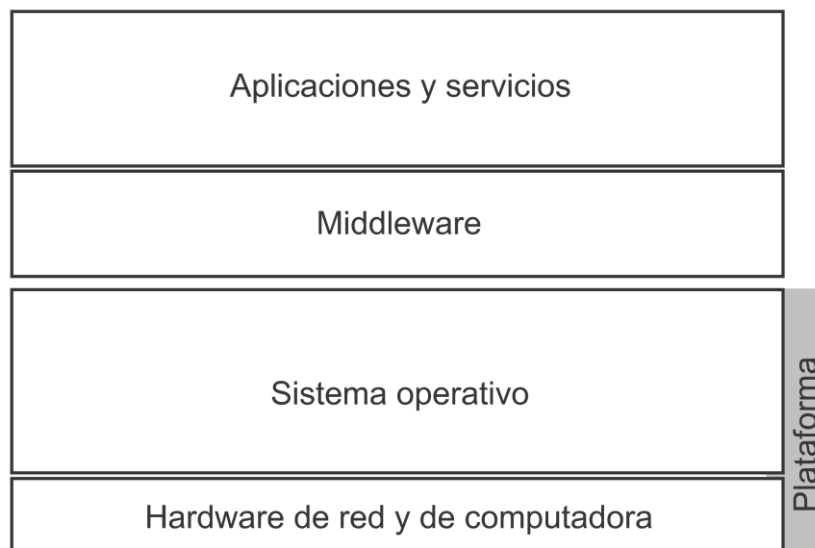 Aplicaciones y servicios
Middleware
Sistema operativo
Plataforma
Hardware de red y de computadora